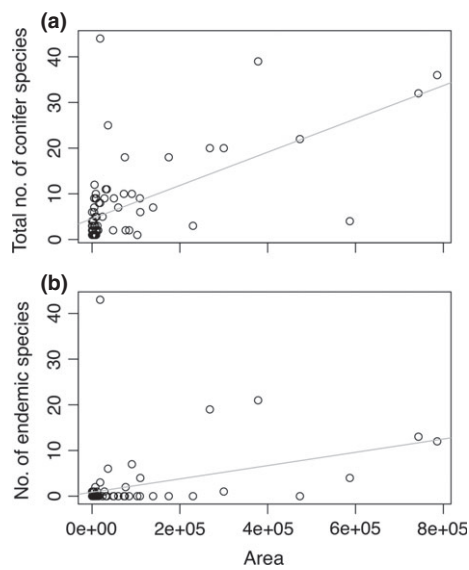 (a)
Total no. of conifer species
40
30
20
10
0
(b)
No. of endemic species
40
30
20
10
0
0e+00 2e+05 4e+05 6e+05 8e+05
Area